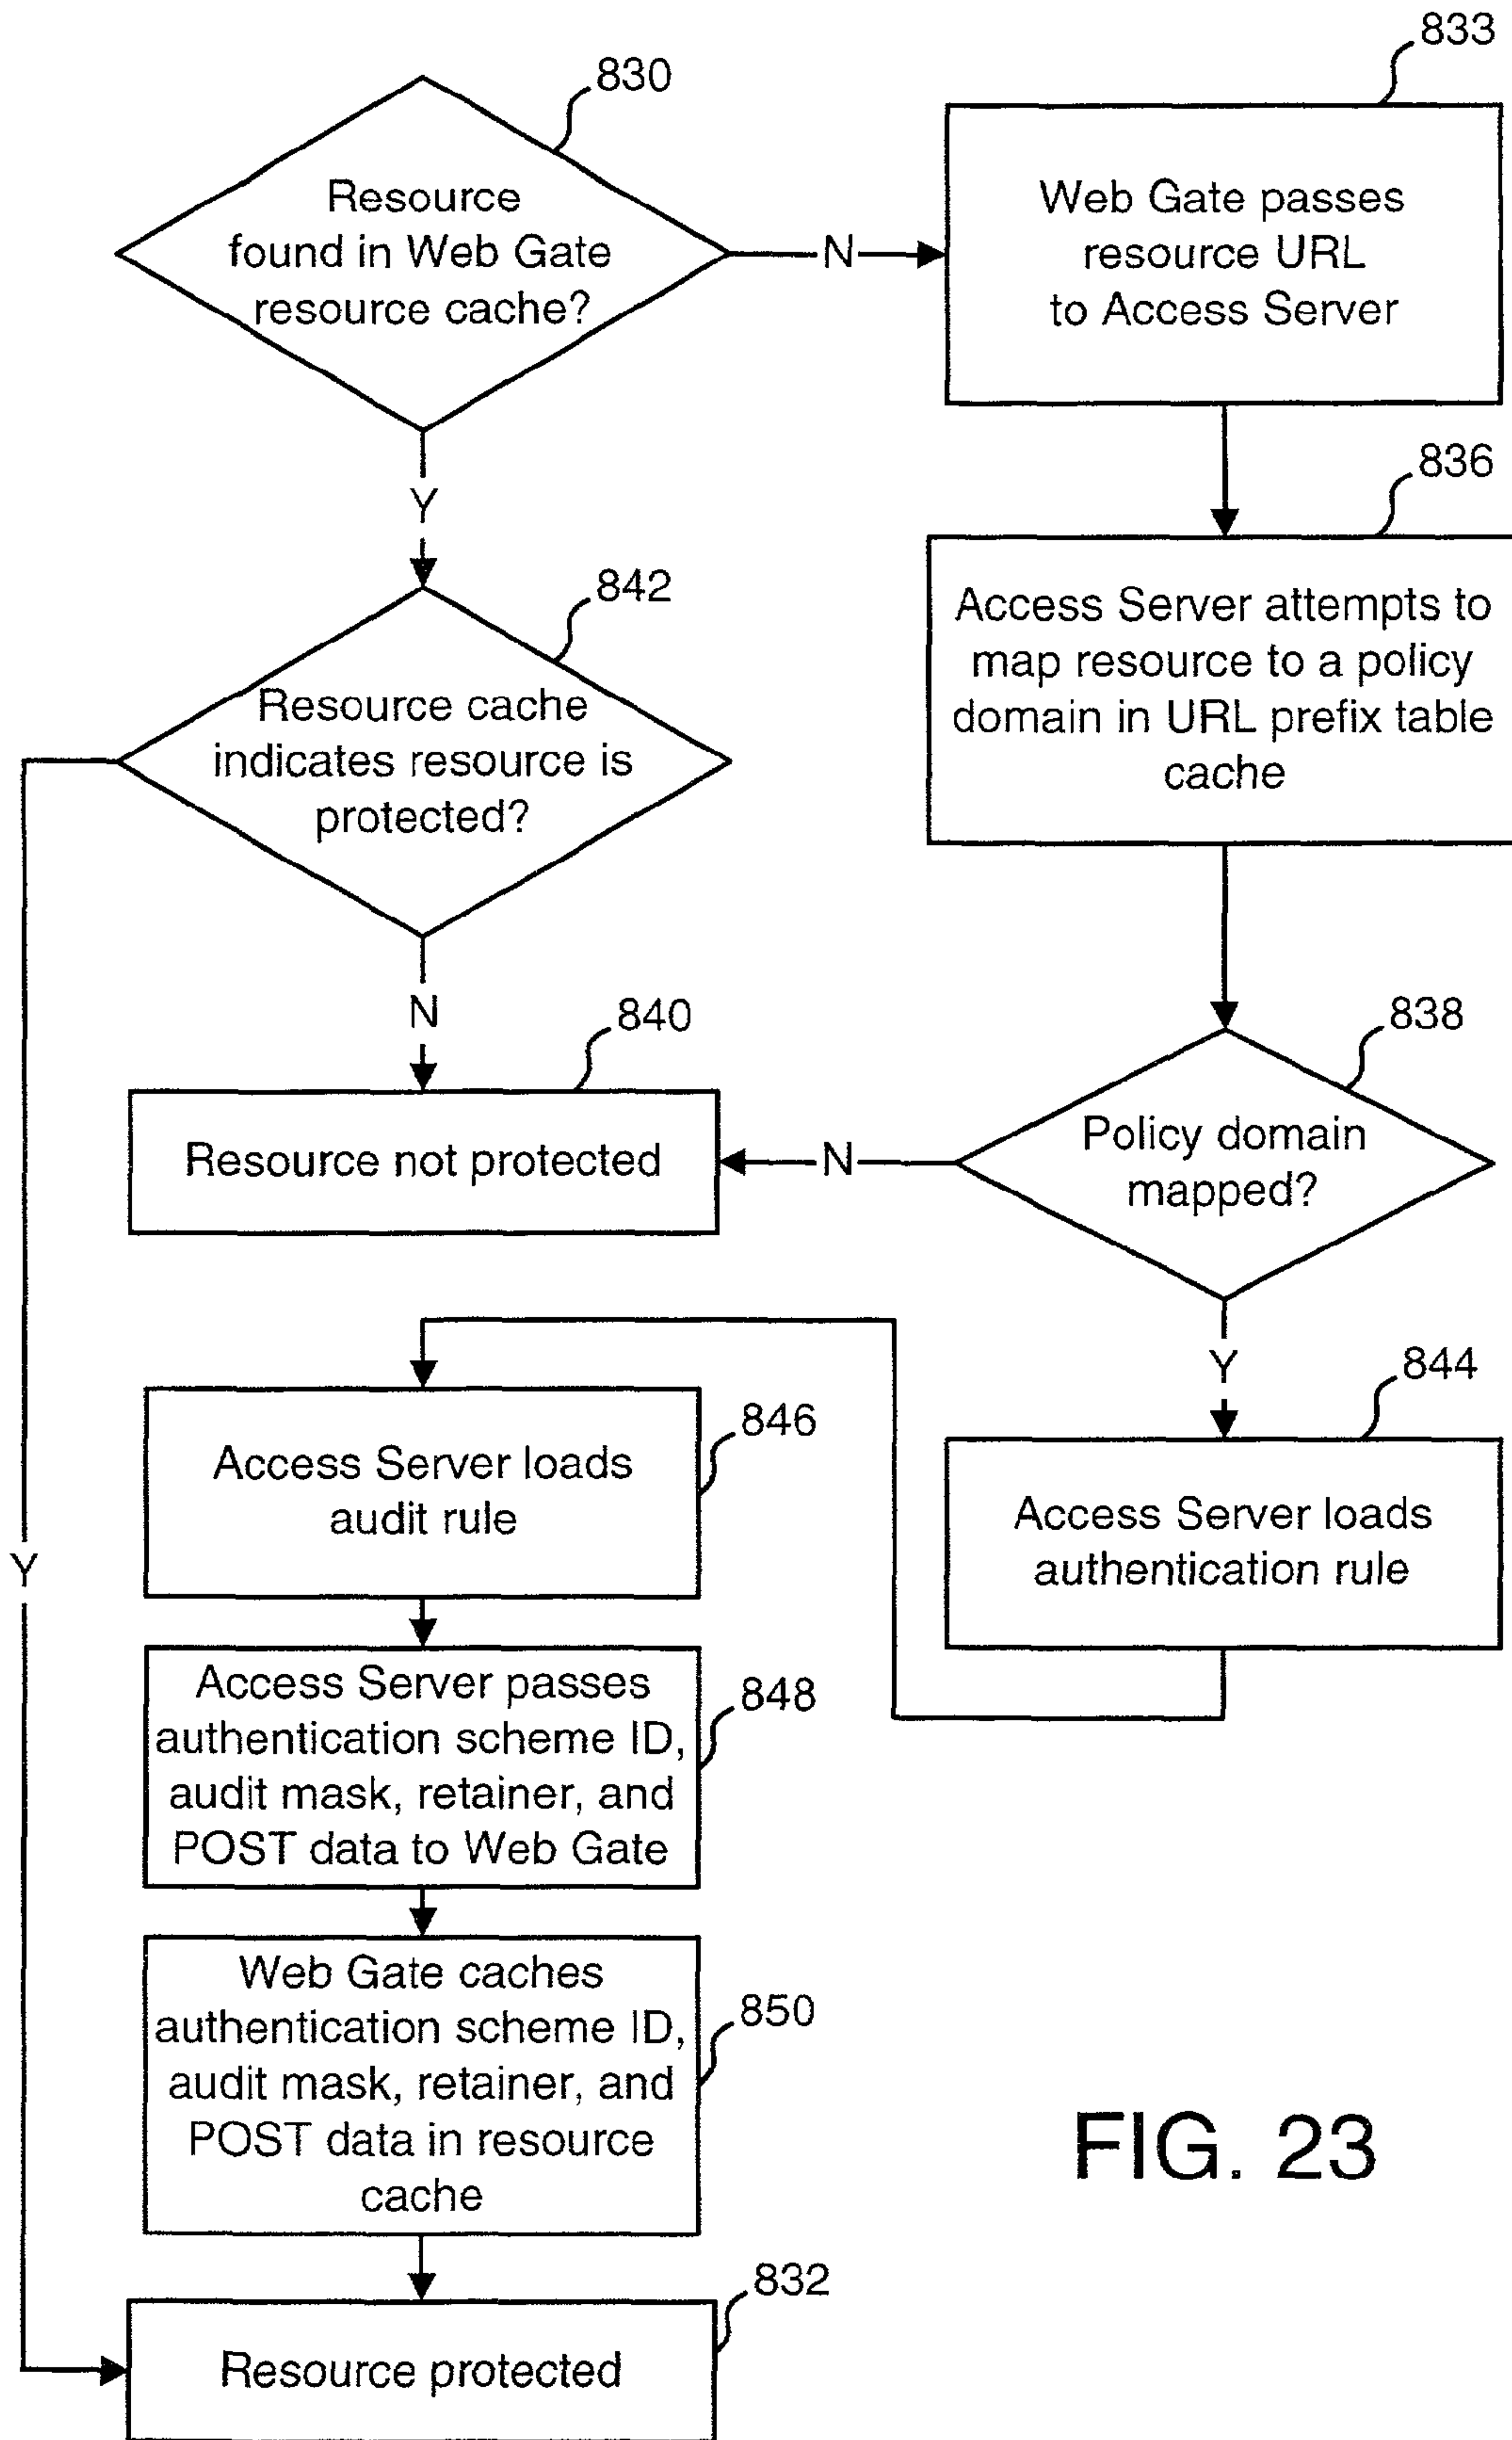 830
Resource
found in Web Gate
resource cache?
N
Y
833
Web Gate passes
resource URL
to Access Server
836
Access Server attempts to
map resource to a policy
domain in URL prefix table
cache
842
Resource cache
indicates resource is
protected?
N
Y
840
Resource not protected
838
Policy domain
mapped?
N
Y
844
Access Server loads
authentication rule
846
Access Server loads
audit rule
848
Access Server passes
authentication scheme ID,
audit mask, retainer, and
POST data to Web Gate
850
Web Gate caches
authentication scheme ID,
audit mask, retainer, and
POST data in resource
cache
832
Resource protected
FIG. 23